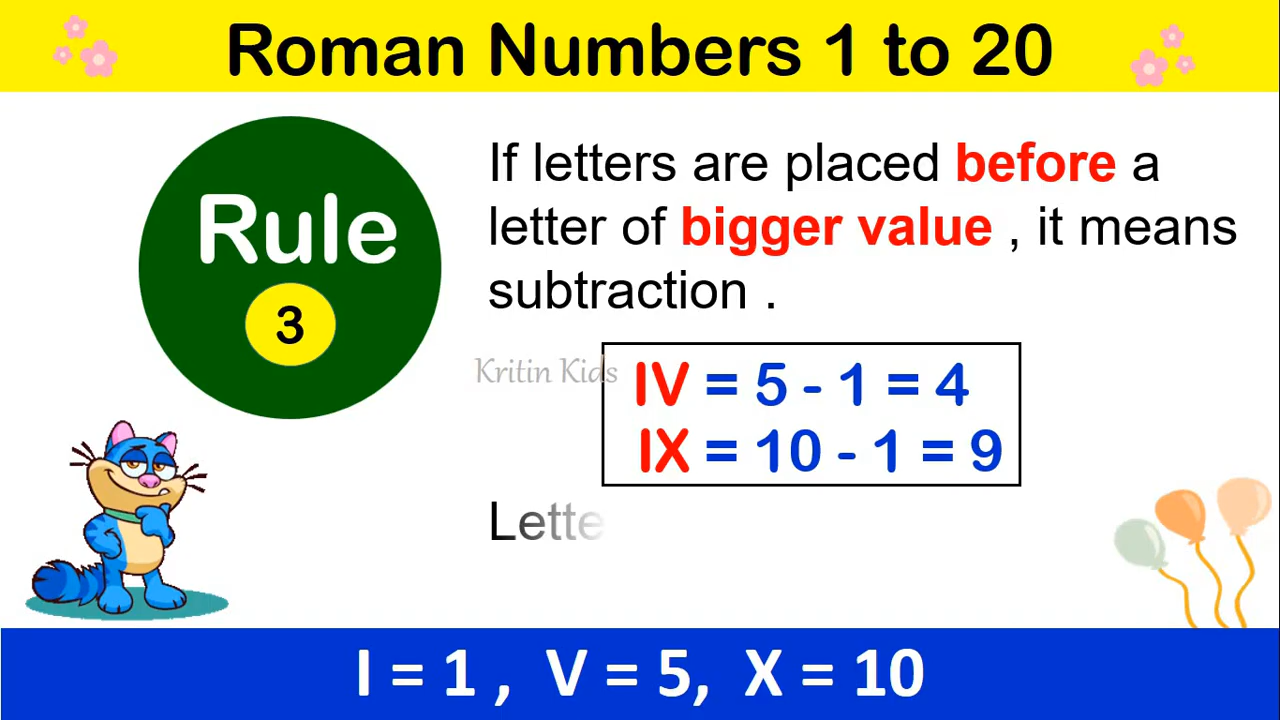 Roman Numbers 1 to 20
Rule
3
If letters are placed before a
letter of bigger value , it means
subtraction .
Kritin Kids
IV = 5 - 1 = 4
IX = 10 - 1 = 9
Lette
I = 1 , V = 5, X = 10